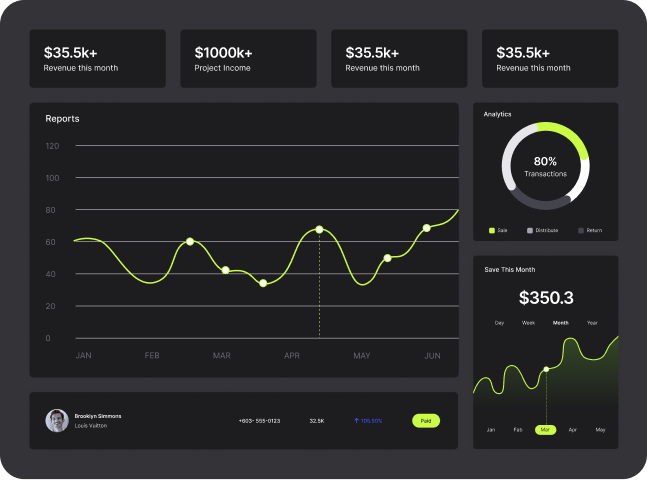 $35.5k+
Revenue this month
$1000k+
Project Income
$35.5k+
Revenue this month
$35.5k+
Revenue this month
Reports
120
100
80
60
40
20
0
JAN FEB MAR APR MAY JUN
Analytics
80%
Transactions
Sale Distribute Return
Save This Month
$350.3
Day Week Month Year
Jan Fab Mar Apr May
Brooklyn Simmons
Louis Vuitton
+603- 555-0123 32.5K Paid